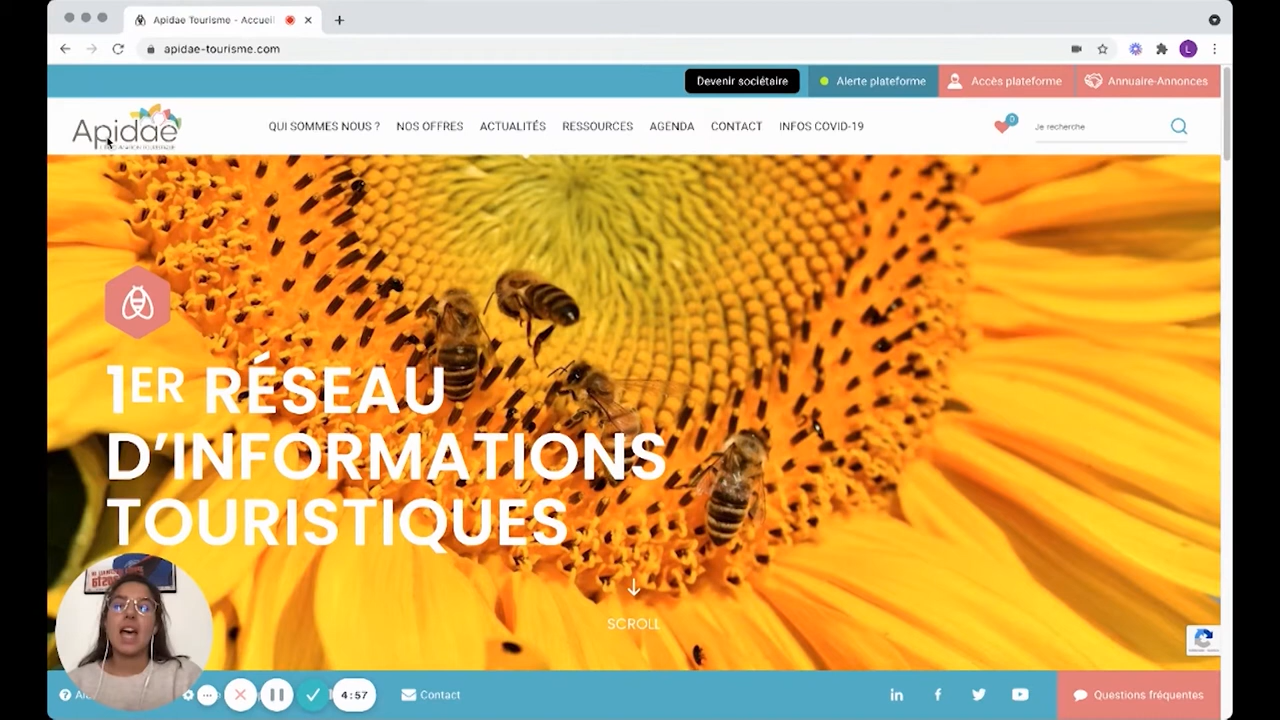 Apidae Tourisme - Accueil
apidae-tourisme.com
Devenir sociétaire
Alerte plateforme
Accès plateforme
Annuaire-Annonces
Apidae
QUI SOMMES NOUS ?
NOS OFFRES
ACTUALITÉS
RESSOURCES
AGENDA
CONTACT
INFOS COVID-19
0
Je recherche
L
1ER RÉSEAU
D’INFORMATIONS
TOURISTIQUES
SCROLL
4:57
Contact
in
f
Questions fréquentes